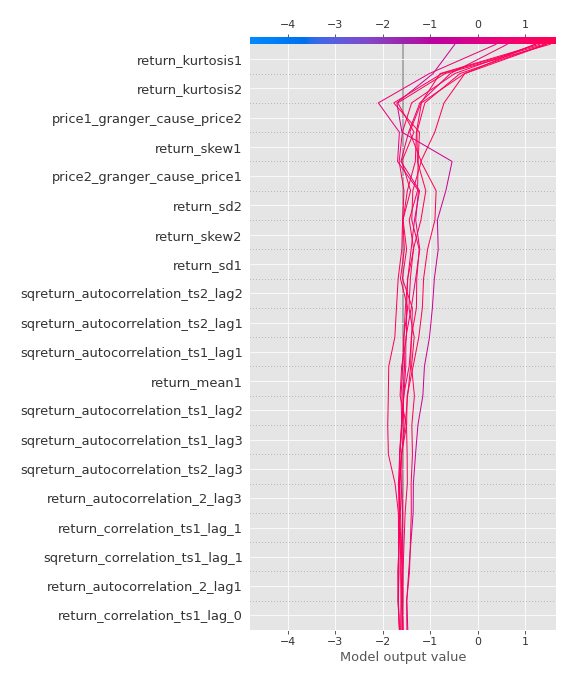 −4 −3 −2 −1 0 1
return_kurtosis1
return_kurtosis2
price1_granger_cause_price2
return_skew1
price2_granger_cause_price1
return_sd2
return_skew2
return_sd1
sqreturn_autocorrelation_ts2_lag2
sqreturn_autocorrelation_ts2_lag1
sqreturn_autocorrelation_ts1_lag1
return_mean1
sqreturn_autocorrelation_ts1_lag2
sqreturn_autocorrelation_ts1_lag3
sqreturn_autocorrelation_ts2_lag3
return_autocorrelation_2_lag3
return_correlation_ts1_lag_1
sqreturn_correlation_ts1_lag_1
return_autocorrelation_2_lag1
return_correlation_ts1_lag_0
−4 −3 −2 −1 0 1
Model output value